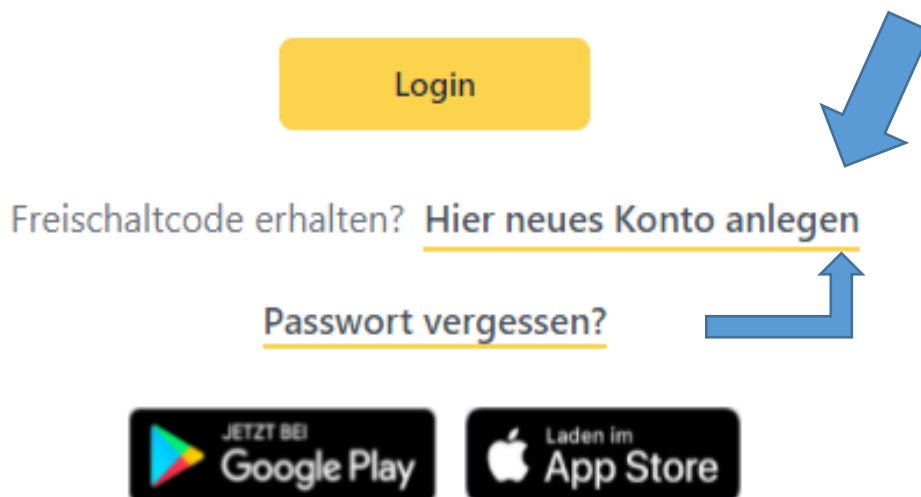 Login
Freischaltcode erhalten? Hier neues Konto anlegen
Passwort vergessen?
JETZT BEI
Google Play
Laden im
App Store